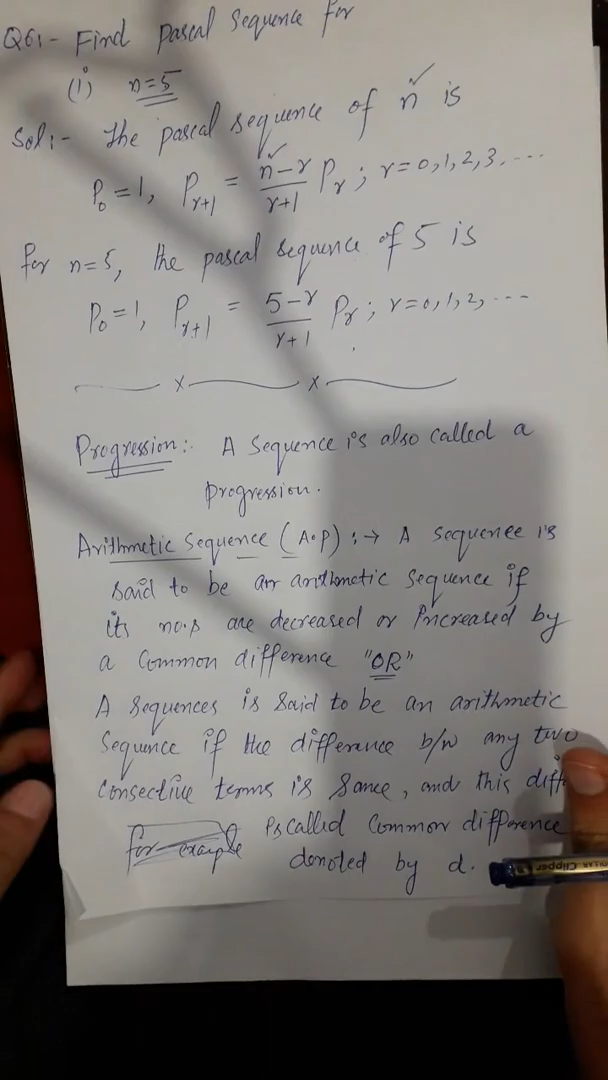 Q6:- Find pascal sequence for
(i) n=5
Sol:- The pascal sequence of n is
P₀=1, Pᵣ₊₁ = n-r/r+1 Pᵣ; r=0,1,2,3,...
for n=5, the pascal sequence of 5 is
P₀=1, Pᵣ₊₁ = 5-r/r+1 Pᵣ; r=0,1,2,...
Progression:- A sequence is also called a
progression.
Arithmetic Sequence (A.P) :→ A sequence is
said to be an arithmetic sequence if
its no.s are decreased or increased by
a common difference "OR"
A sequences is said to be an arithmetic
sequence if the difference b/w any two
consective terms is same, and this diff
for example is called common difference
denoted by d.
Clipper